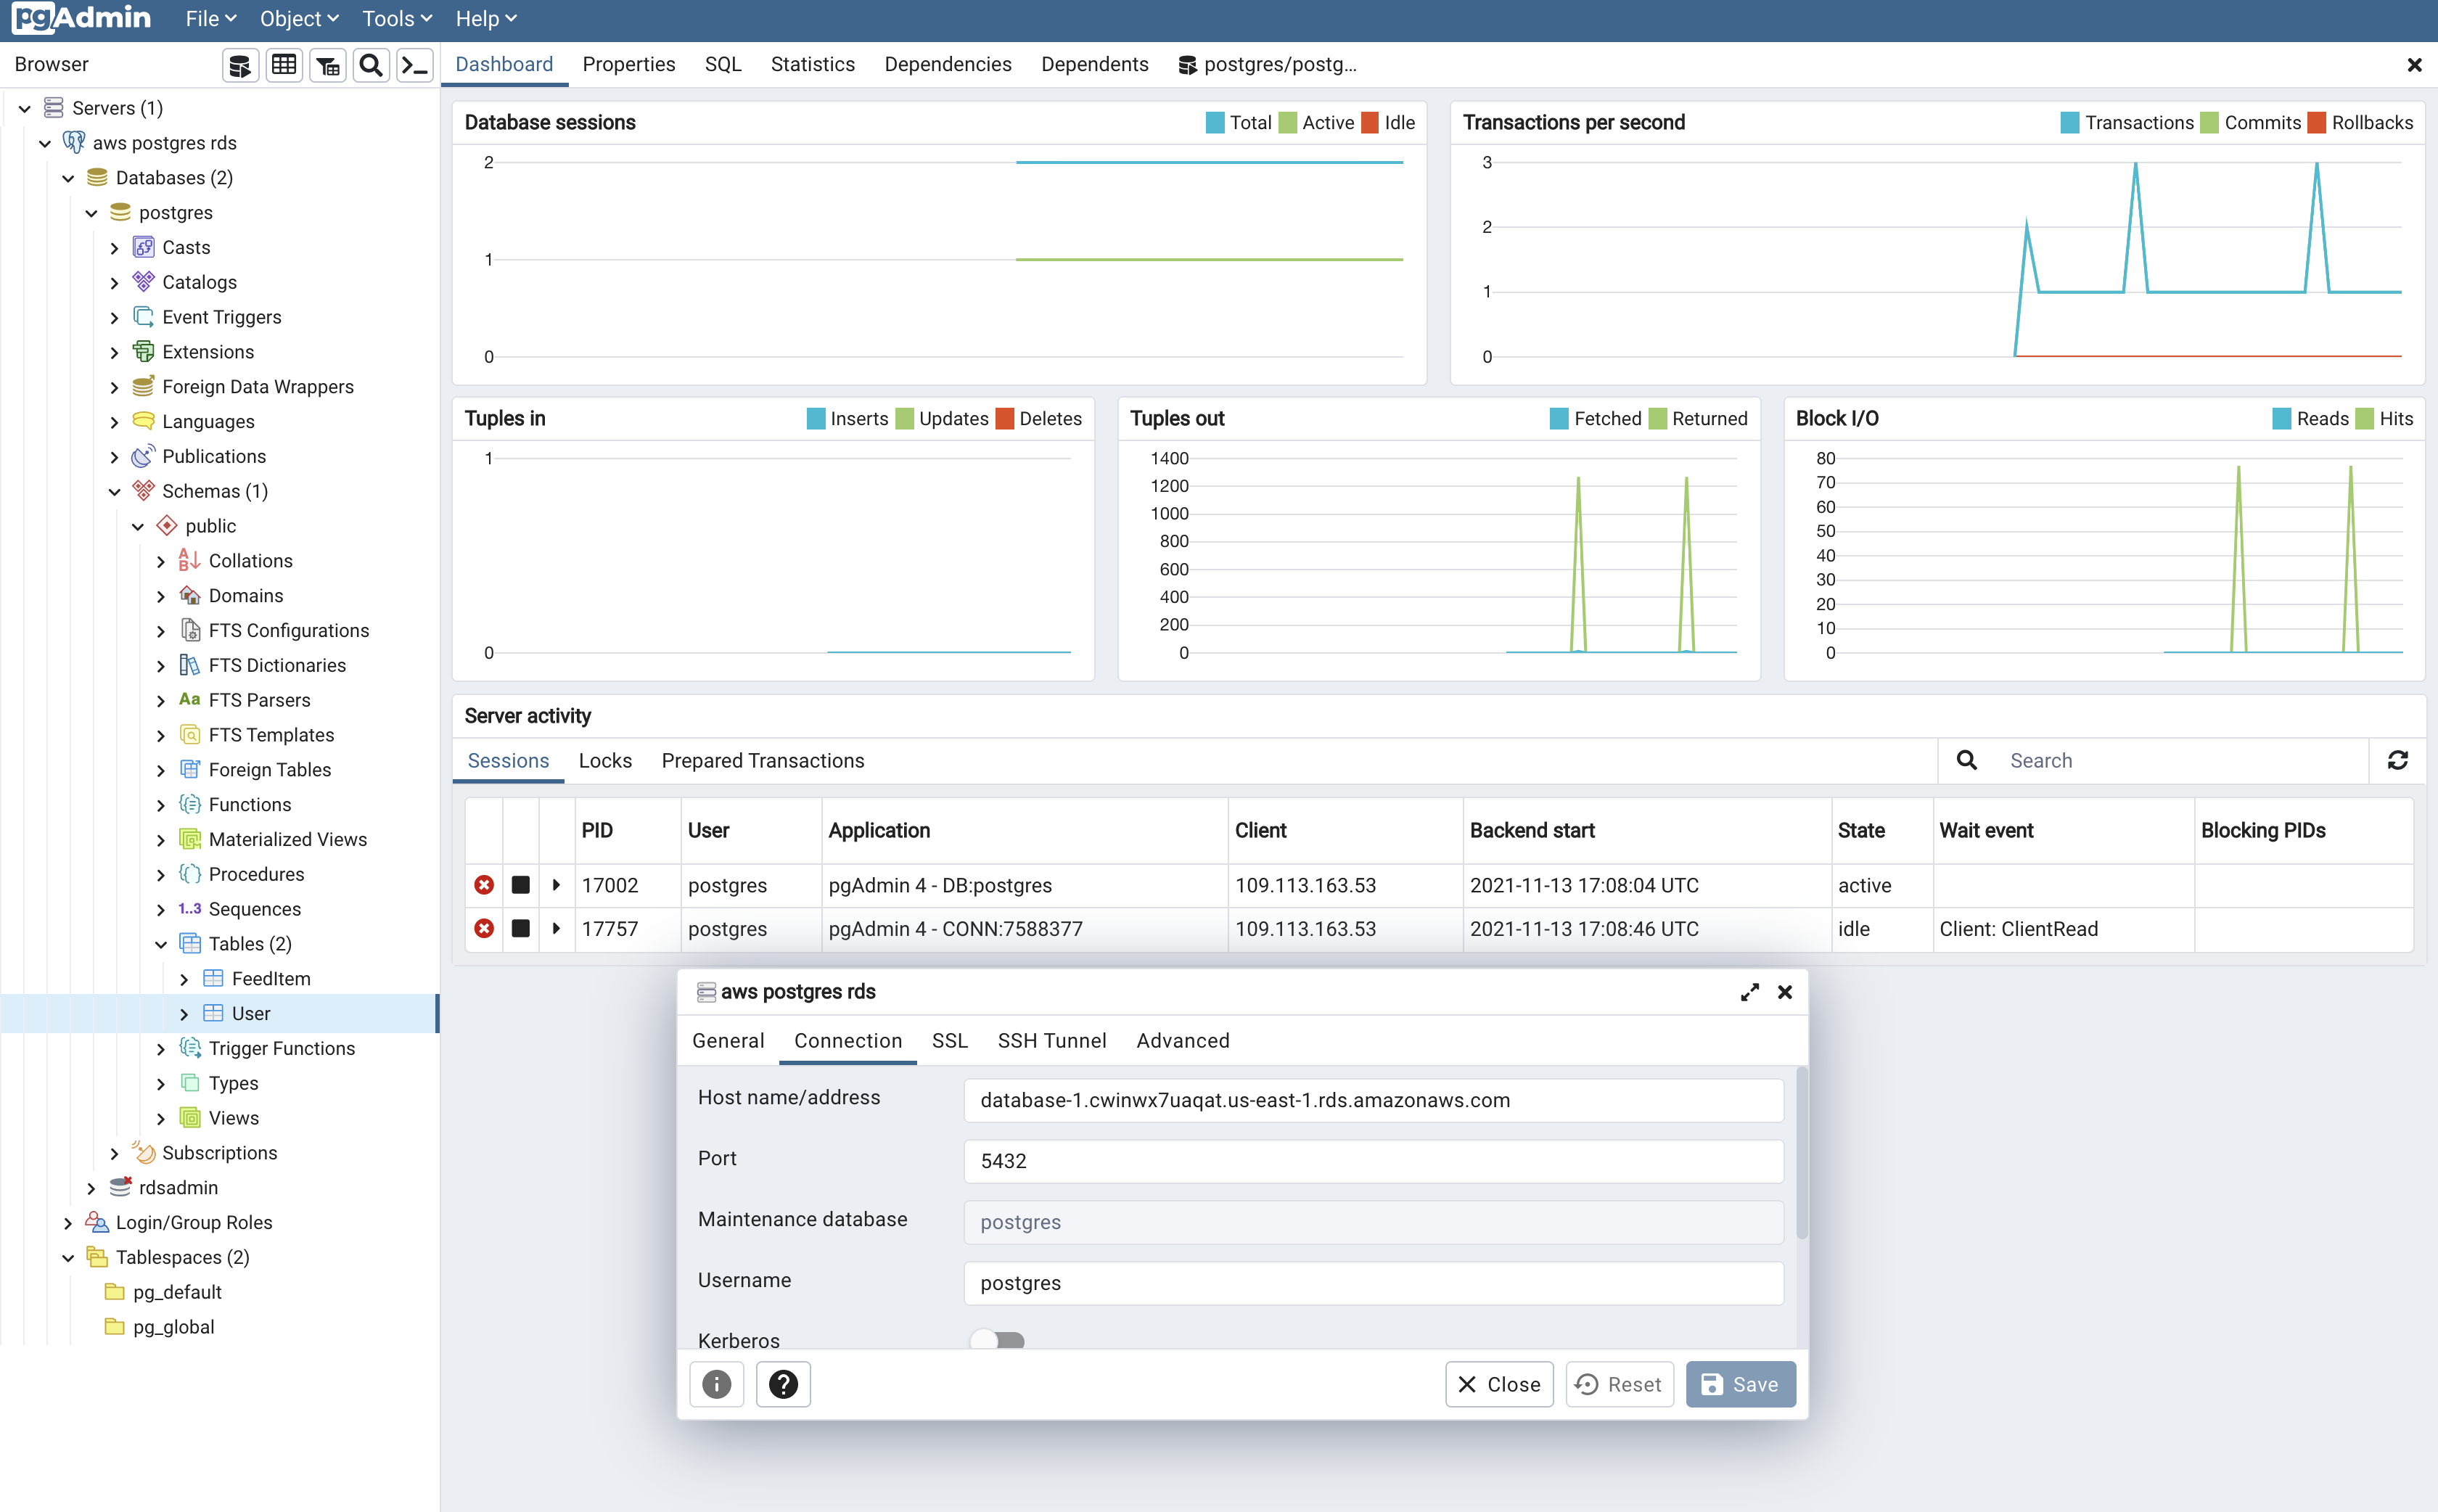 pgAdmin File Object Tools Help
Browser
Dashboard Properties SQL Statistics Dependencies Dependents postgres/postg...
Servers (1)
aws postgres rds
Databases (2)
postgres
Casts
Catalogs
Event Triggers
Extensions
Foreign Data Wrappers
Languages
Publications
Schemas (1)
public
Collations
Domains
FTS Configurations
FTS Dictionaries
Aa FTS Parsers
FTS Templates
Foreign Tables
Functions
Materialized Views
Procedures
1..3 Sequences
Tables (2)
FeedItem
User
Trigger Functions
Types
Views
Subscriptions
rdsadmin
Login/Group Roles
Tablespaces (2)
pg_default
pg_global
Database sessions Total Active Idle
2
1
0
Transactions per second Transactions Commits Rollbacks
3
2
1
0
Tuples in Inserts Updates Deletes
1
0
Tuples out Fetched Returned
1400
1200
1000
800
600
400
200
0
Block I/O Reads Hits
80
70
60
50
40
30
20
10
0
Server activity
Sessions Locks Prepared Transactions Search
PID User Application Client Backend start State Wait event Blocking PIDs
17002 postgres pgAdmin 4 - DB:postgres 109.113.163.53 2021-11-13 17:08:04 UTC active
17757 postgres pgAdmin 4 - CONN:7588377 109.113.163.53 2021-11-13 17:08:46 UTC idle Client: ClientRead
aws postgres rds
General Connection SSL SSH Tunnel Advanced
Host name/address database-1.cwinwx7uaqat.us-east-1.rds.amazonaws.com
Port 5432
Maintenance database postgres
Username postgres
Kerberos
Close Reset Save